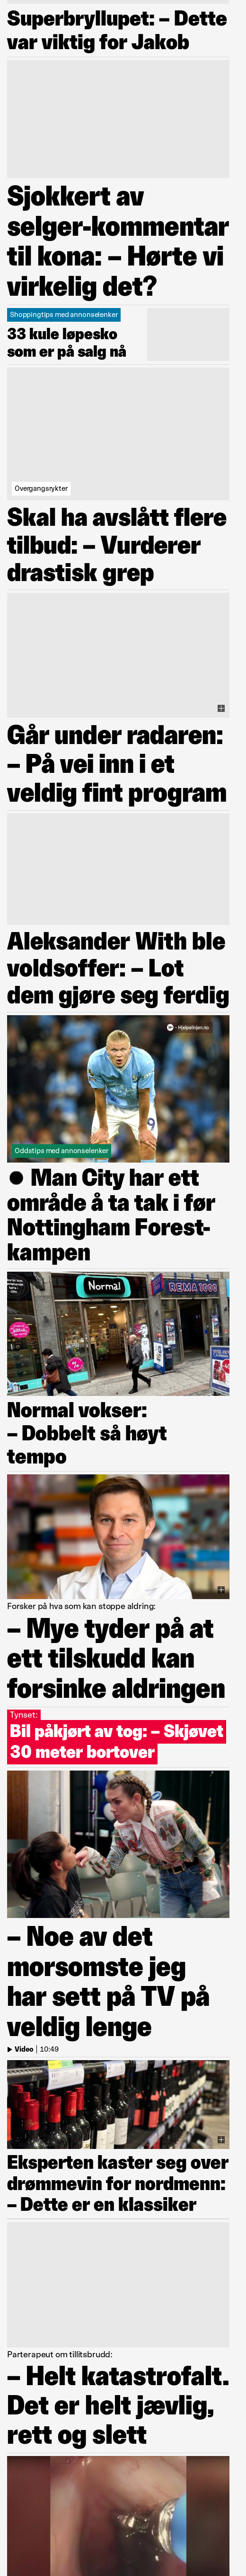 Superbryllupet: – Dette
var viktig for Jakob
Sjokkert av
selger-kommentar
til kona: – Hørte vi
virkelig det?
Shoppingtips med annonselenker
33 kule løpesko
som er på salg nå
Overgangsrykter
Skal ha avslått flere
tilbud: – Vurderer
drastisk grep
Går under radaren:
– På vei inn i et
veldig fint program
Aleksander With ble
voldsoffer: – Lot
dem gjøre seg ferdig
18+ - Hjelpelinjen.no
9
Oddstips med annonselenker
Man City har ett
område å ta tak i før
Nottingham Forest-
kampen
Normal
REMA 1000
Normal vokser:
– Dobbelt så høyt
tempo
Forsker på hva som kan stoppe aldring:
– Mye tyder på at
ett tilskudd kan
forsinke aldringen
Tynset:
Bil påkjørt av tog: – Skjøvet
30 meter bortover
– Noe av det
morsomste jeg
har sett på TV på
veldig lenge
Video | 10:49
Eksperten kaster seg over
drømmevin for nordmenn:
– Dette er en klassiker
Parterapeut om tillitsbrudd:
– Helt katastrofalt.
Det er helt jævlig,
rett og slett